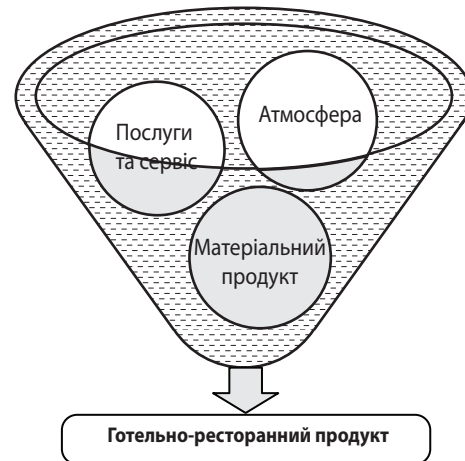 Послуги
та сервіс
Атмосфера
Матеріальний
продукт
Готельно-ресторанний продукт